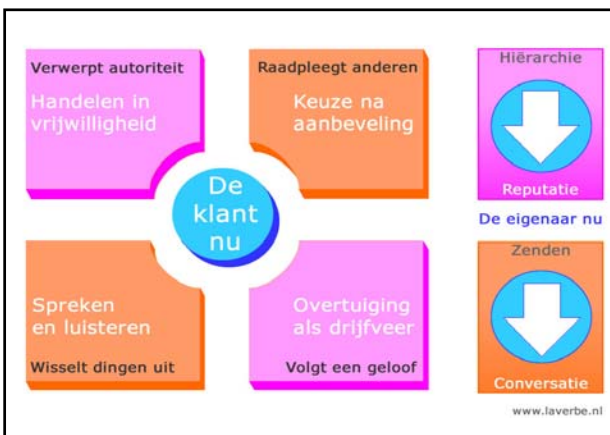 Verwerpt autoriteit
Handelen in
vrijwilligheid
Raadpleegt anderen
Keuze na
aanbeveling
De
klant
nu
Spreken
en luisteren
Wisselt dingen uit
Overtuiging
als drijfveer
Volgt een geloof
Hiërarchie
Reputatie
De eigenaar nu
Zenden
Conversatie
www.laverbe.nl